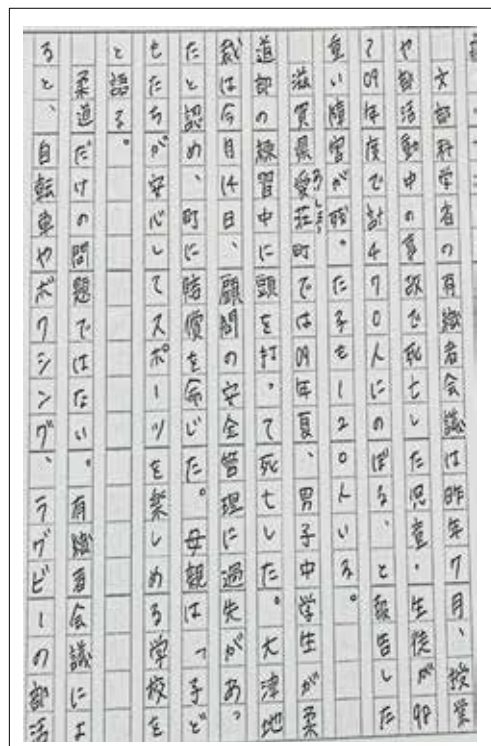 文部科学省の有識者会議は昨年7月、授業
や部活動中の事故で死亡した児童・生徒が98
〜09年度で計470人にのぼる、と報告した
重い障害が残った子も120人いる。
滋賀県愛荘町では09年夏、男子中学生が柔
道部の練習中に頭を打って死亡した。大津地
裁は今月14日、顧問の安全管理に過失があっ
たと認め、町に賠償を命じた。母親は「子ど
もたちが安心してスポーツを楽しめる学校を
と語る。
柔道だけの問題ではない。有識者会議によ
ると、自転車やボクシング、ラグビーの部活